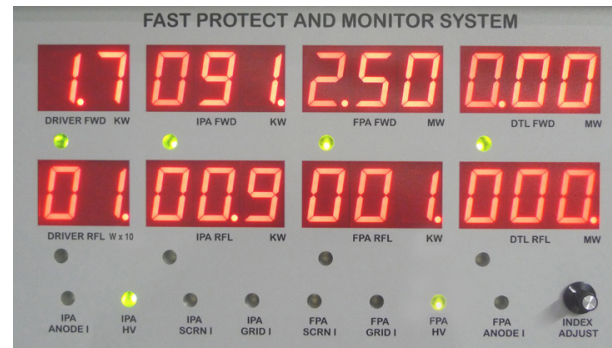 FAST PROTECT AND MONITOR SYSTEM
1.7 091. 2.50 0.00
DRIVER FWD KW IPA FWD KW FPA FWD MW DTL FWD MW
01. 00.9 001. 000.
DRIVER RFL W x 10 IPA RFL KW FPA RFL KW DTL RFL MW
IPA ANODE I IPA HV IPA SCRN I IPA GRID I FPA SCRN I FPA GRID I FPA HV FPA ANODE I INDEX ADJUST